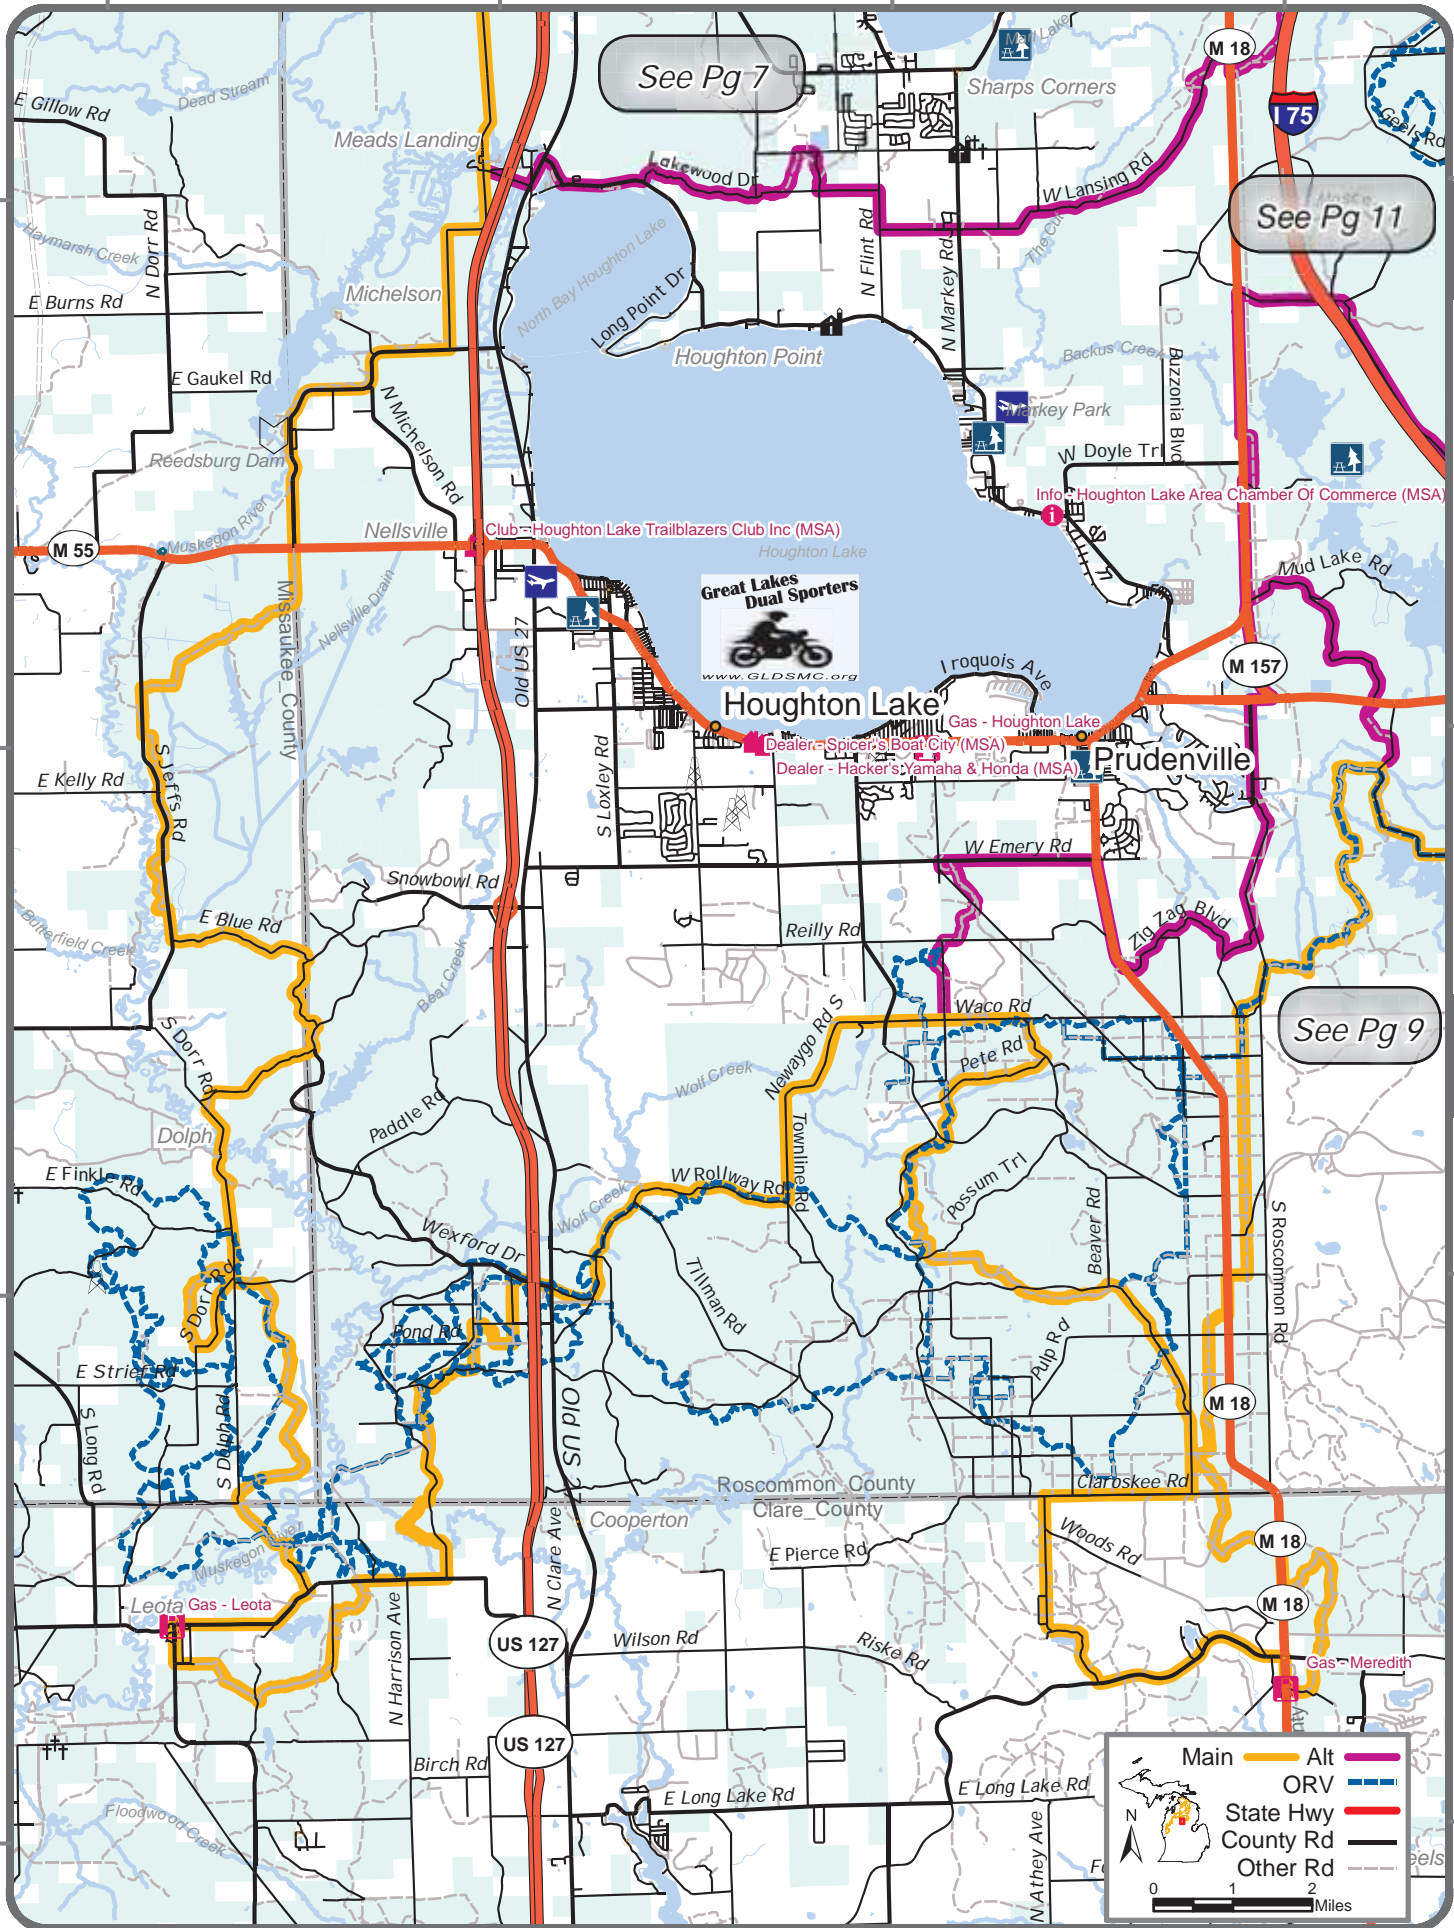 See Pg 7
M 18
I 75
Mud Lake
Sharps Corners
Geels Rd
E Gillow Rd
Dead Stream
Meads Landing
Lakewood Dr
W Lansing Rd
See Pg 11
Haymarsh Creek
N Dorr Rd
North Bay Houghton Lake
Long Point Dr
N Flint Rd
N Markey Rd
The Cut
E Burns Rd
Michelson
Houghton Point
Backus Creek
Buzzonia Blvd
E Gaukel Rd
N Michelson Rd
Markey Park
Reedsburg Dam
W Doyle Trl
Info - Houghton Lake Area Chamber Of Commerce (MSA)
M 55
Muskegon River
Nellsville
Club - Houghton Lake Trailblazers Club Inc (MSA)
Houghton Lake
Mud Lake Rd
Missaukee_County
Nellsville Drain
Great Lakes
Dual Sporters
www.GLDSMC.org
Old US 27
Iroquois Ave
M 157
Houghton Lake
Gas - Houghton Lake
Dealer - Spicer's Boat City (MSA)
Dealer - Hacker's Yamaha & Honda (MSA)
Prudenville
E Kelly Rd
S Jeffs Rd
S Loxley Rd
W Emery Rd
Snowbowl Rd
Butterfield Creek
E Blue Rd
Reilly Rd
Zig Zag Blvd
Bear Creek
S Dorr Rd
Newaygo Rd S
Waco Rd
See Pg 9
Pete Rd
Wolf Creek
Paddle Rd
Dolph
Townline Rd
E Finkle Rd
W Rollway Rd
Possum Trl
Beaver Rd
S Roscommon Rd
Wolf Creek
Wexford Dr
Tillman Rd
S Dorr Rd
Pond Rd
Pulp Rd
E Strief Rd
S Long Rd
S Dolph Rd
Old US 27
M 18
Roscommon_County
Clare_County
Claroskee Rd
Cooperton
N Clare Ave
E Pierce Rd
Woods Rd
M 18
Muskegon River
Leota
Gas - Leota
M 18
N Harrison Ave
US 127
Wilson Rd
Riske Rd
Gas - Meredith
US 127
Birch Rd
E Long Lake Rd
E Long Lake Rd
N Athey Ave
Floodwood Creek
Main
Alt
ORV
State Hwy
County Rd
Other Rd
N
0 1 2
Miles